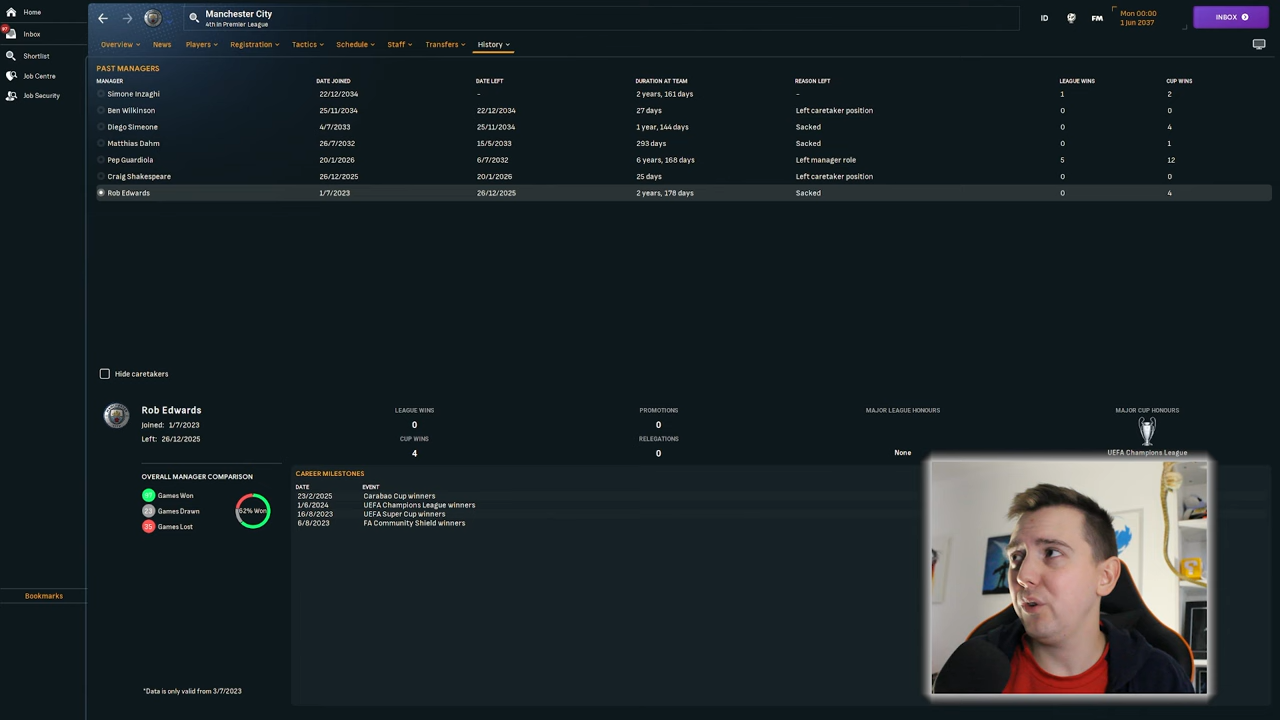 Home
97
Inbox
Shortlist
Job Centre
Job Security
Bookmarks
Manchester City
4th in Premier League
ID
FM
Mon 00:00
1 Jun 2037
INBOX
Overview
News
Players
Registration
Tactics
Schedule
Staff
Transfers
History
PAST MANAGERS
MANAGER DATE JOINED DATE LEFT DURATION AT TEAM REASON LEFT LEAGUE WINS CUP WINS
Simone Inzaghi 22/12/2034 - 2 years, 161 days - 1 2
Ben Wilkinson 25/11/2034 22/12/2034 27 days Left caretaker position 0 0
Diego Simeone 4/7/2033 25/11/2034 1 year, 144 days Sacked 0 4
Matthias Dahm 26/7/2032 15/5/2033 293 days Sacked 0 1
Pep Guardiola 20/1/2026 6/7/2032 6 years, 168 days Left manager role 5 12
Craig Shakespeare 26/12/2025 20/1/2026 25 days Left caretaker position 0 0
Rob Edwards 1/7/2023 26/12/2025 2 years, 178 days Sacked 0 4
Hide caretakers
Rob Edwards
Joined: 1/7/2023
Left: 26/12/2025
LEAGUE WINS
0
CUP WINS
4
PROMOTIONS
0
RELEGATIONS
0
MAJOR LEAGUE HONOURS
None
MAJOR CUP HONOURS
UEFA Champions League
OVERALL MANAGER COMPARISON
Games Won
23 Games Drawn
35 Games Lost
62% Won
*Data is only valid from 3/7/2023
CAREER MILESTONES
DATE EVENT
23/2/2025 Carabao Cup winners
1/6/2024 UEFA Champions League winners
16/8/2023 UEFA Super Cup winners
6/8/2023 FA Community Shield winners